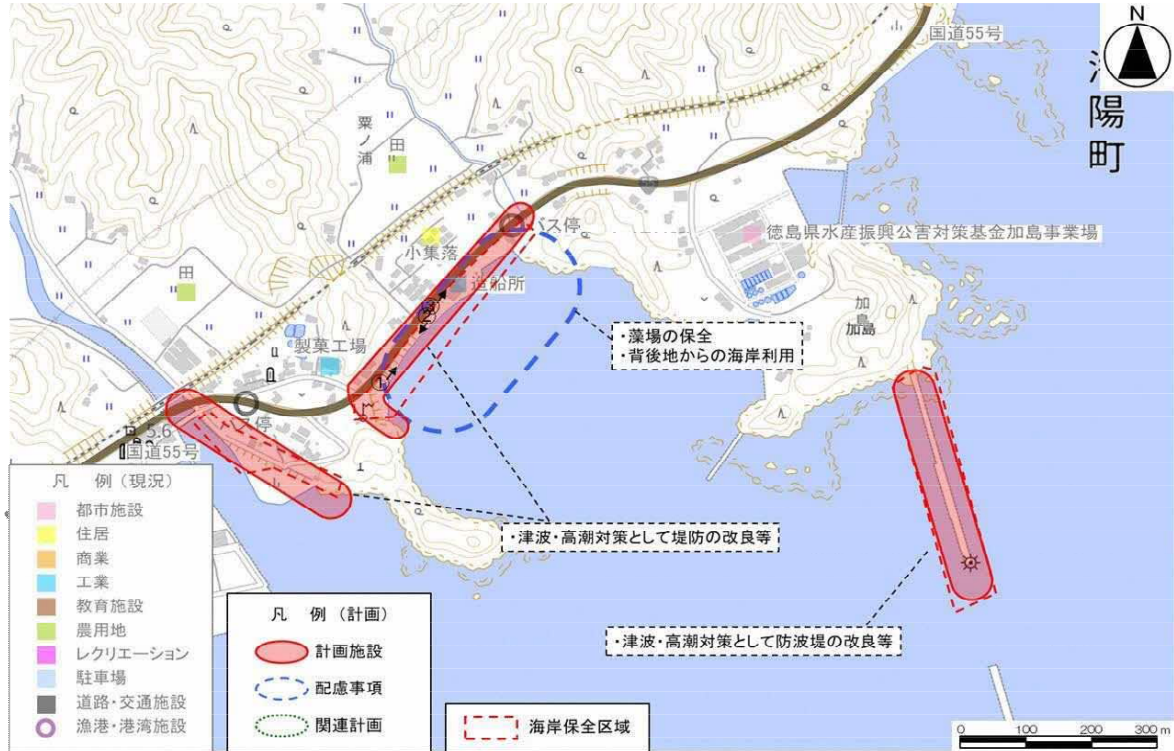 国道55号
N
陽町
粟ノ浦
田
バス停
小集落
徳島県水産振興公害対策基金加島事業場
田
造船所
加島
加島
・藻場の保全
・背後地からの海岸利用
製菓工場
1
5.6
国道55号
・津波・高潮対策として堤防の改良等
・津波・高潮対策として防波堤の改良等
凡 例（現況）
都市施設
住居
商業
工業
教育施設
農用地
レクリエーション
駐車場
道路・交通施設
漁港・港湾施設
凡 例（計画）
計画施設
配慮事項
関連計画
海岸保全区域
0 100 200 300 m